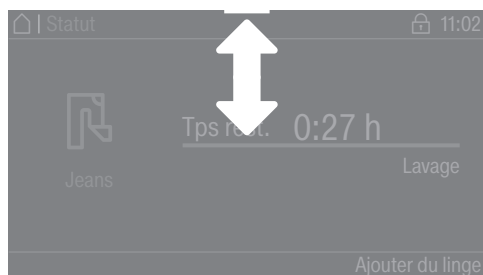 | Statut 11:02
Tps rest. 0:27 h
Lavage
Jeans
Ajouter du linge